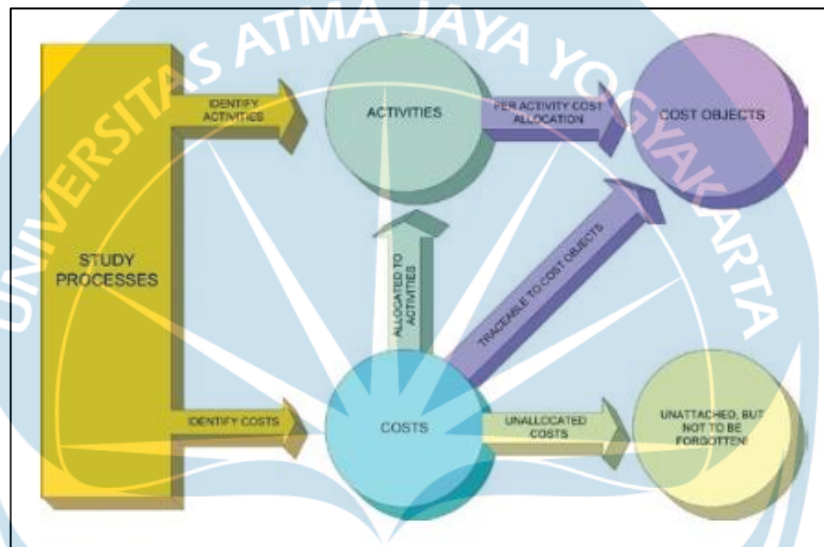 UNIVERSITAS ATMA JAYA YOGYAKARTA
IDENTIFY
ACTIVITIES
ACTIVITIES
PER ACTIVITY COST
ALLOCATION
COST OBJECTS
STUDY
PROCESSES
ALLOCATED TO
ACTIVITIES
TRACEABLE TO COST OBJECTS
IDENTIFY COSTS
COSTS
UNALLOCATED
COSTS
UNATTACHED, BUT
NOT TO BE
FORGOTTEN!